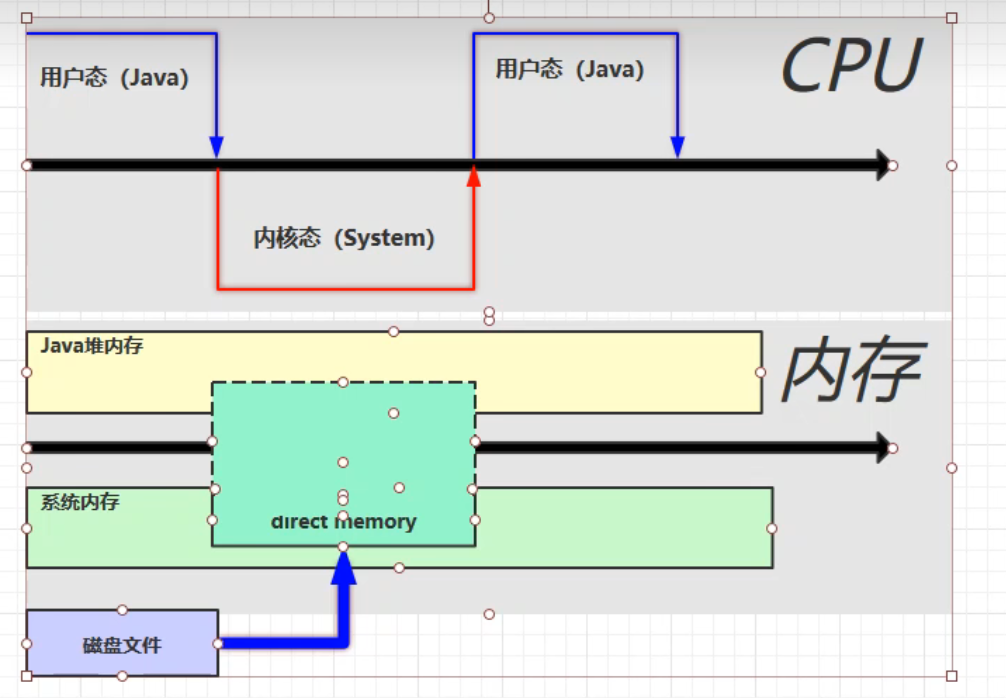 CPU
用户态（Java）
用户态（Java）
内核态（System）
Java堆内存
内存
系统内存
direct memory
磁盘文件